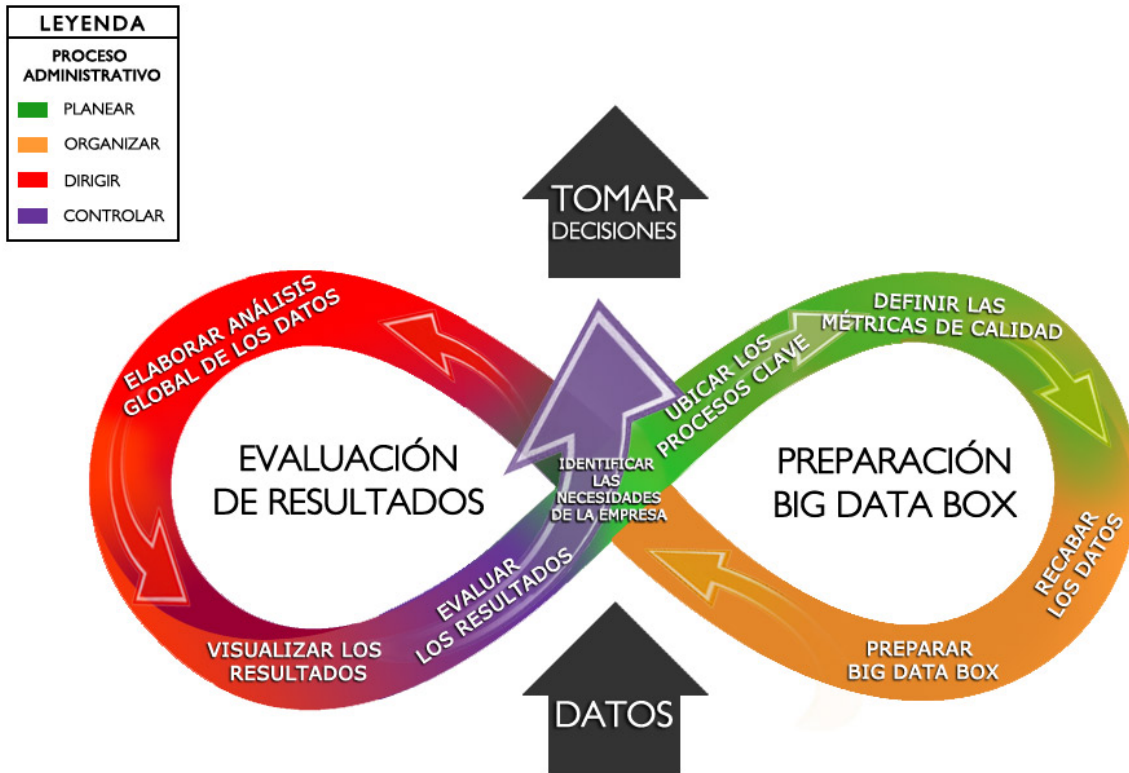 LEYENDA
PROCESO
ADMINISTRATIVO
PLANEAR
ORGANIZAR
DIRIGIR
CONTROLAR
TOMAR
DECISIONES
ELABORAR ANÁLISIS
GLOBAL DE LOS DATOS
UBICAR LOS
PROCESOS CLAVE
DEFINIR LAS
MÉTRICAS DE CALIDAD
EVALUACIÓN
DE RESULTADOS
IDENTIFICAR
LAS
NECESIDADES
DE LA EMPRESA
PREPARACIÓN
BIG DATA BOX
RECABAR
LOS DATOS
VISUALIZAR LOS
RESULTADOS
EVALUAR
LOS RESULTADOS
PREPARAR
BIG DATA BOX
DATOS